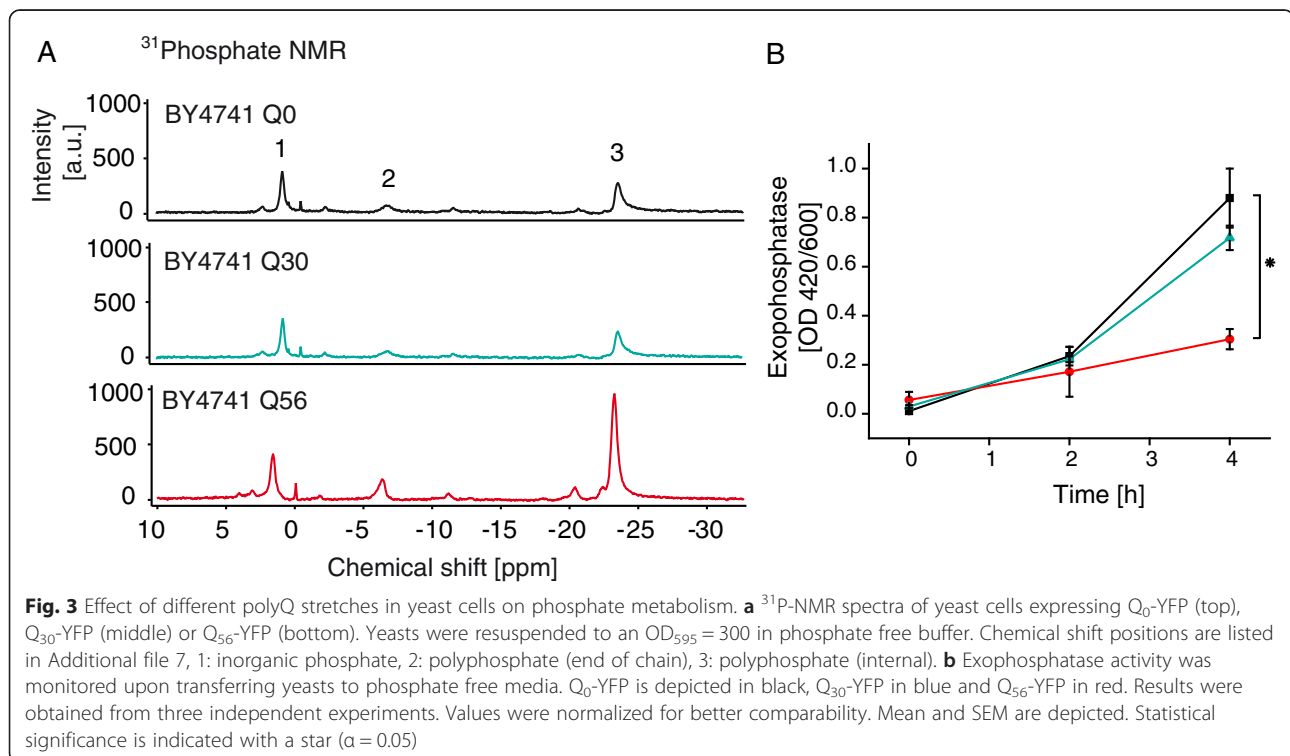 A
³¹Phosphate NMR
Intensity
[a.u.]
1000
500
0
BY4741 Q0
1
2
3
1000
500
0
BY4741 Q30
1000
500
0
BY4741 Q56
10 5 0 -5 -10 -15 -20 -25 -30
Chemical shift [ppm]
B
Exopohosphatase
[OD 420/600]
1.0
0.8
0.6
0.4
0.2
0.0
*
0 1 2 3 4
Time [h]
Fig. 3 Effect of different polyQ stretches in yeast cells on phosphate metabolism. a ³¹P-NMR spectra of yeast cells expressing Q₀-YFP (top),
Q₃₀-YFP (middle) or Q₅₆-YFP (bottom). Yeasts were resuspended to an OD₅₉₅ = 300 in phosphate free buffer. Chemical shift positions are listed
in Additional file 7, 1: inorganic phosphate, 2: polyphosphate (end of chain), 3: polyphosphate (internal). b Exophosphatase activity was
monitored upon transferring yeasts to phosphate free media. Q₀-YFP is depicted in black, Q₃₀-YFP in blue and Q₅₆-YFP in red. Results were
obtained from three independent experiments. Values were normalized for better comparability. Mean and SEM are depicted. Statistical
significance is indicated with a star (α = 0.05)